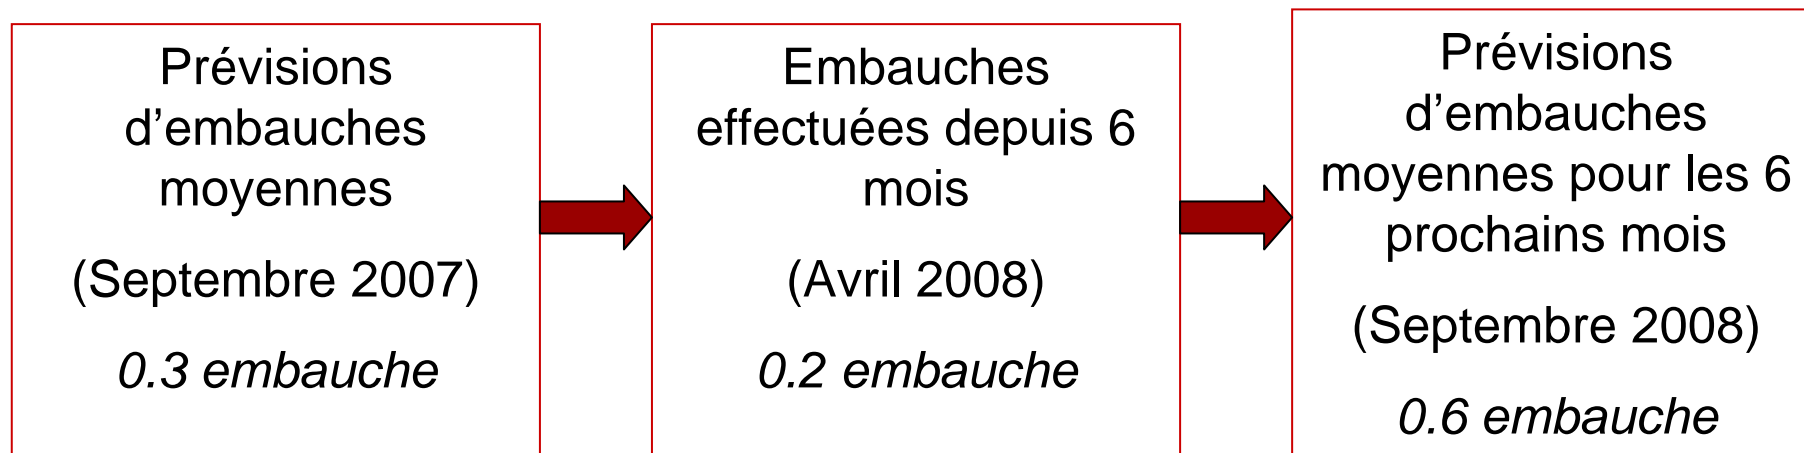 Prévisions
d’embauches
moyennes
(Septembre 2007)
0.3 embauche
Embauches
effectuées depuis 6
mois
(Avril 2008)
0.2 embauche
Prévisions
d’embauches
moyennes pour les 6
prochains mois
(Septembre 2008)
0.6 embauche